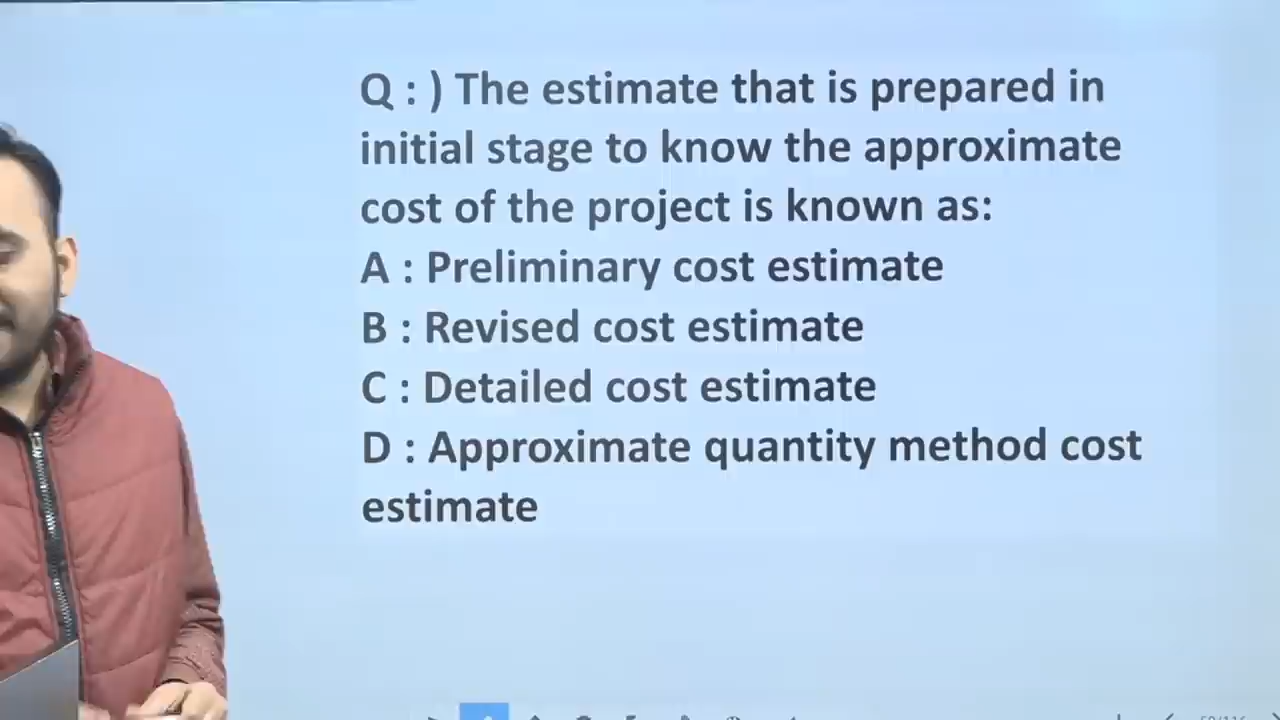 Q : ) The estimate that is prepared in
initial stage to know the approximate
cost of the project is known as:
A : Preliminary cost estimate
B : Revised cost estimate
C : Detailed cost estimate
D : Approximate quantity method cost
estimate